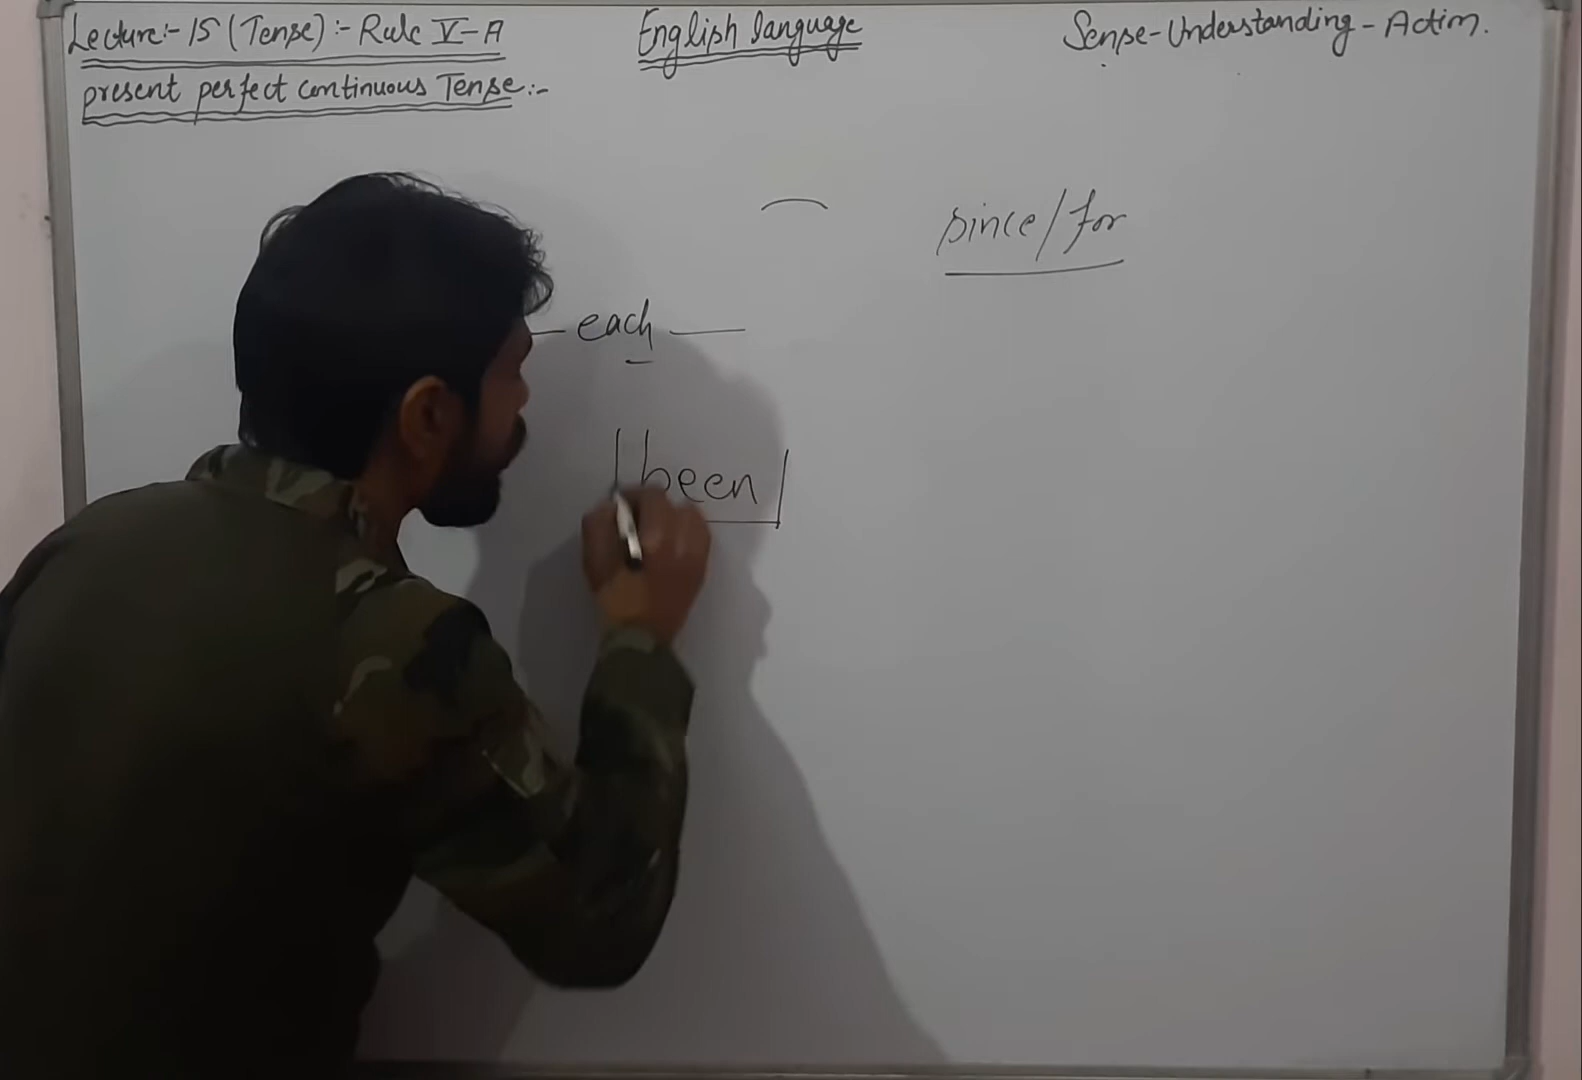 Lecture:- 15 (Tense):- Rule V-A
English language
Sense-Understanding-Action.
present perfect continuous Tense:-
since/for
— each —
been